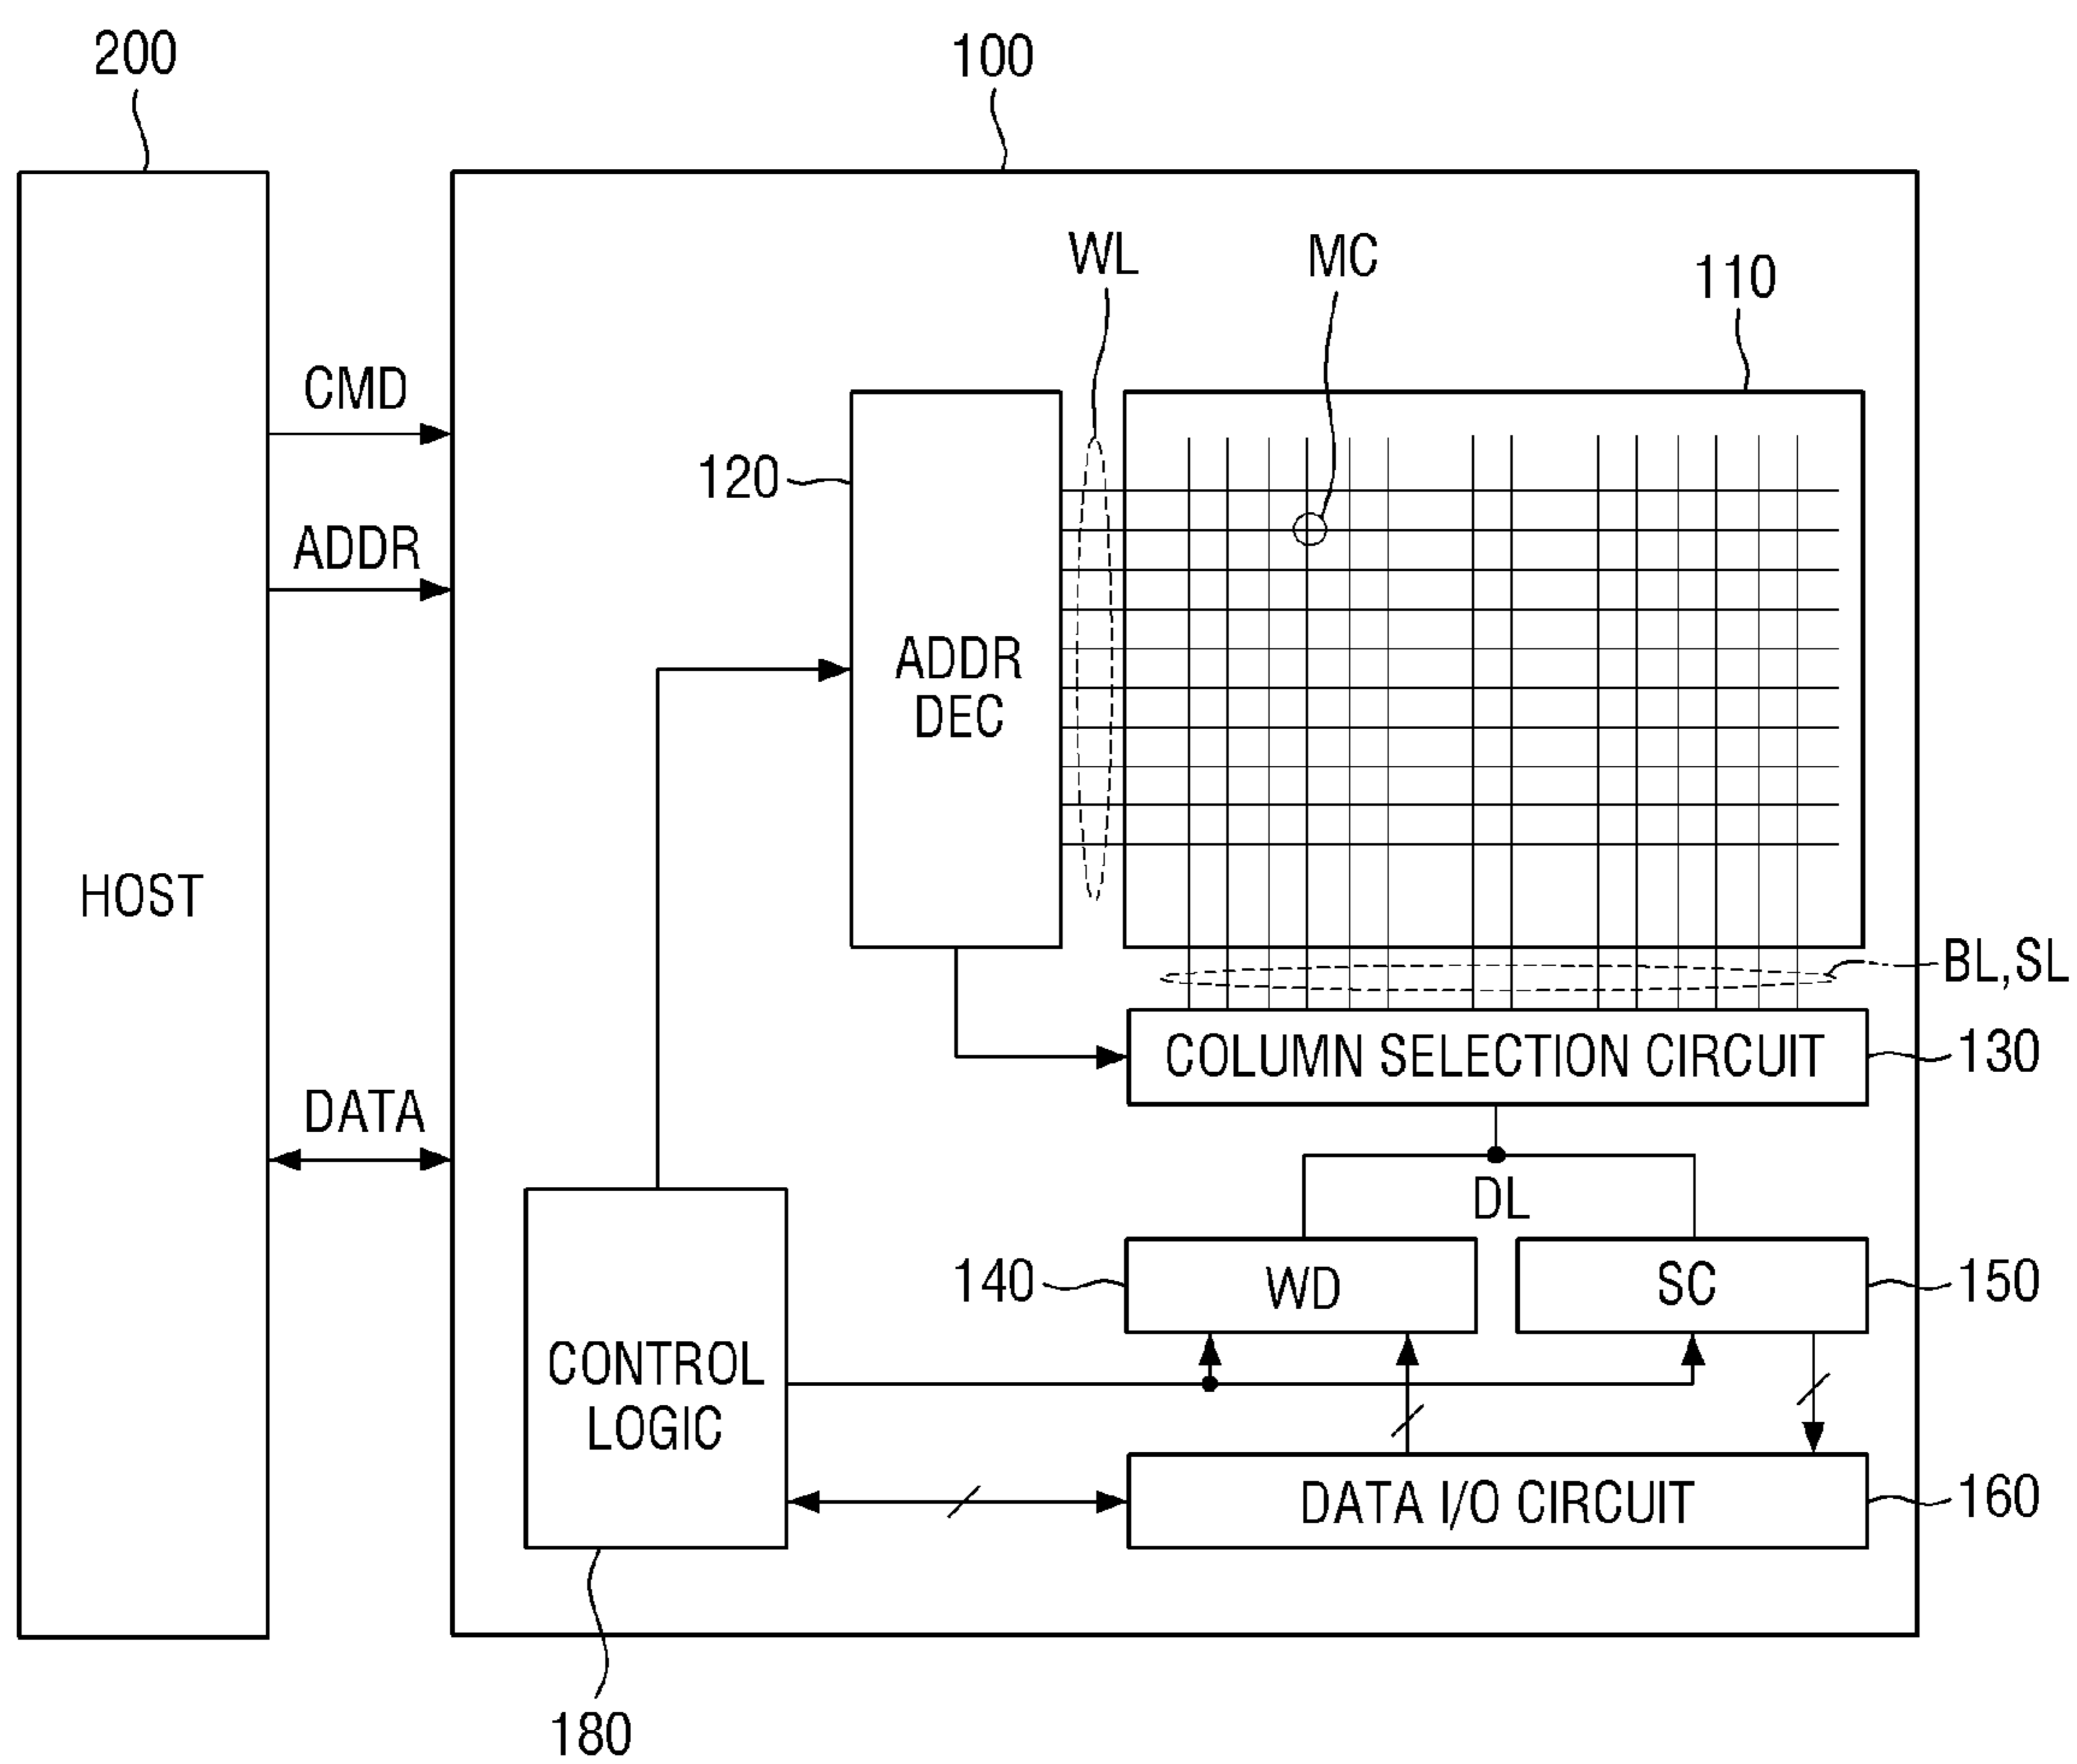 200
100
WL
MC
110
CMD
120
ADDR
ADDR
DEC
HOST
BL,SL
COLUMN SELECTION CIRCUIT
130
DATA
DL
140
WD
SC
150
CONTROL
LOGIC
DATA I/O CIRCUIT
160
180